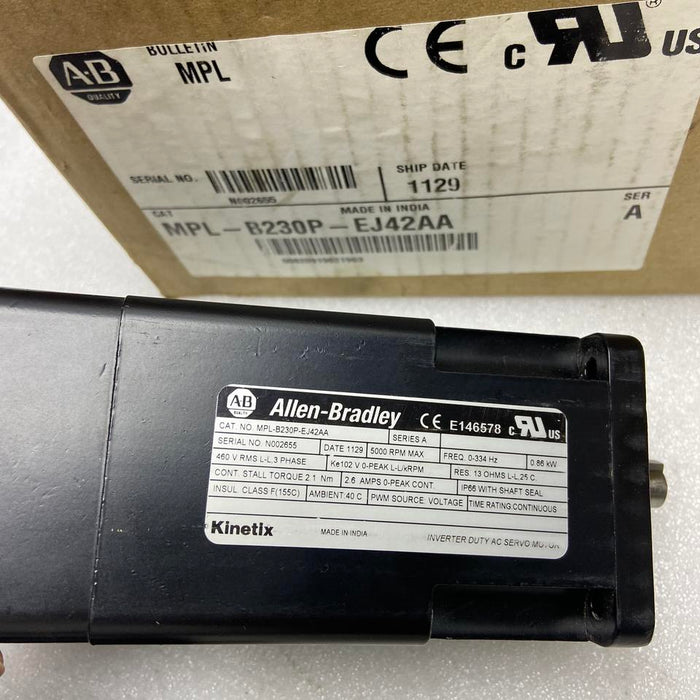 A-B
QUALITY
BULLETIN
MPL
CE c RU US
®
SERIAL NO.
N002655
SHIP DATE
1129
CAT
MADE IN INDIA
SER
MPL-B230P-EJ42AA
A
AB
QUALITY
Allen-Bradley
CE E146578 c RU US
CAT. NO. MPL-B230P-EJ42AA SERIES A
SERIAL NO. N002655 DATE 1129 5000 RPM MAX FREQ. 0-334 Hz 0.86 kW
460 V RMS L-L,3 PHASE Ke102 V 0-PEAK L-L/kRPM RES. 13 OHMS L-L,25 C.
CONT. STALL TORQUE 2.1 Nm 2.6 AMPS 0-PEAK CONT. IP66 WITH SHAFT SEAL
INSUL. CLASS F(155C) AMBIENT:40 C PWM SOURCE: VOLTAGE TIME RATING:CONTINUOUS
Kinetix MADE IN INDIA INVERTER DUTY AC SERVO MOTOR